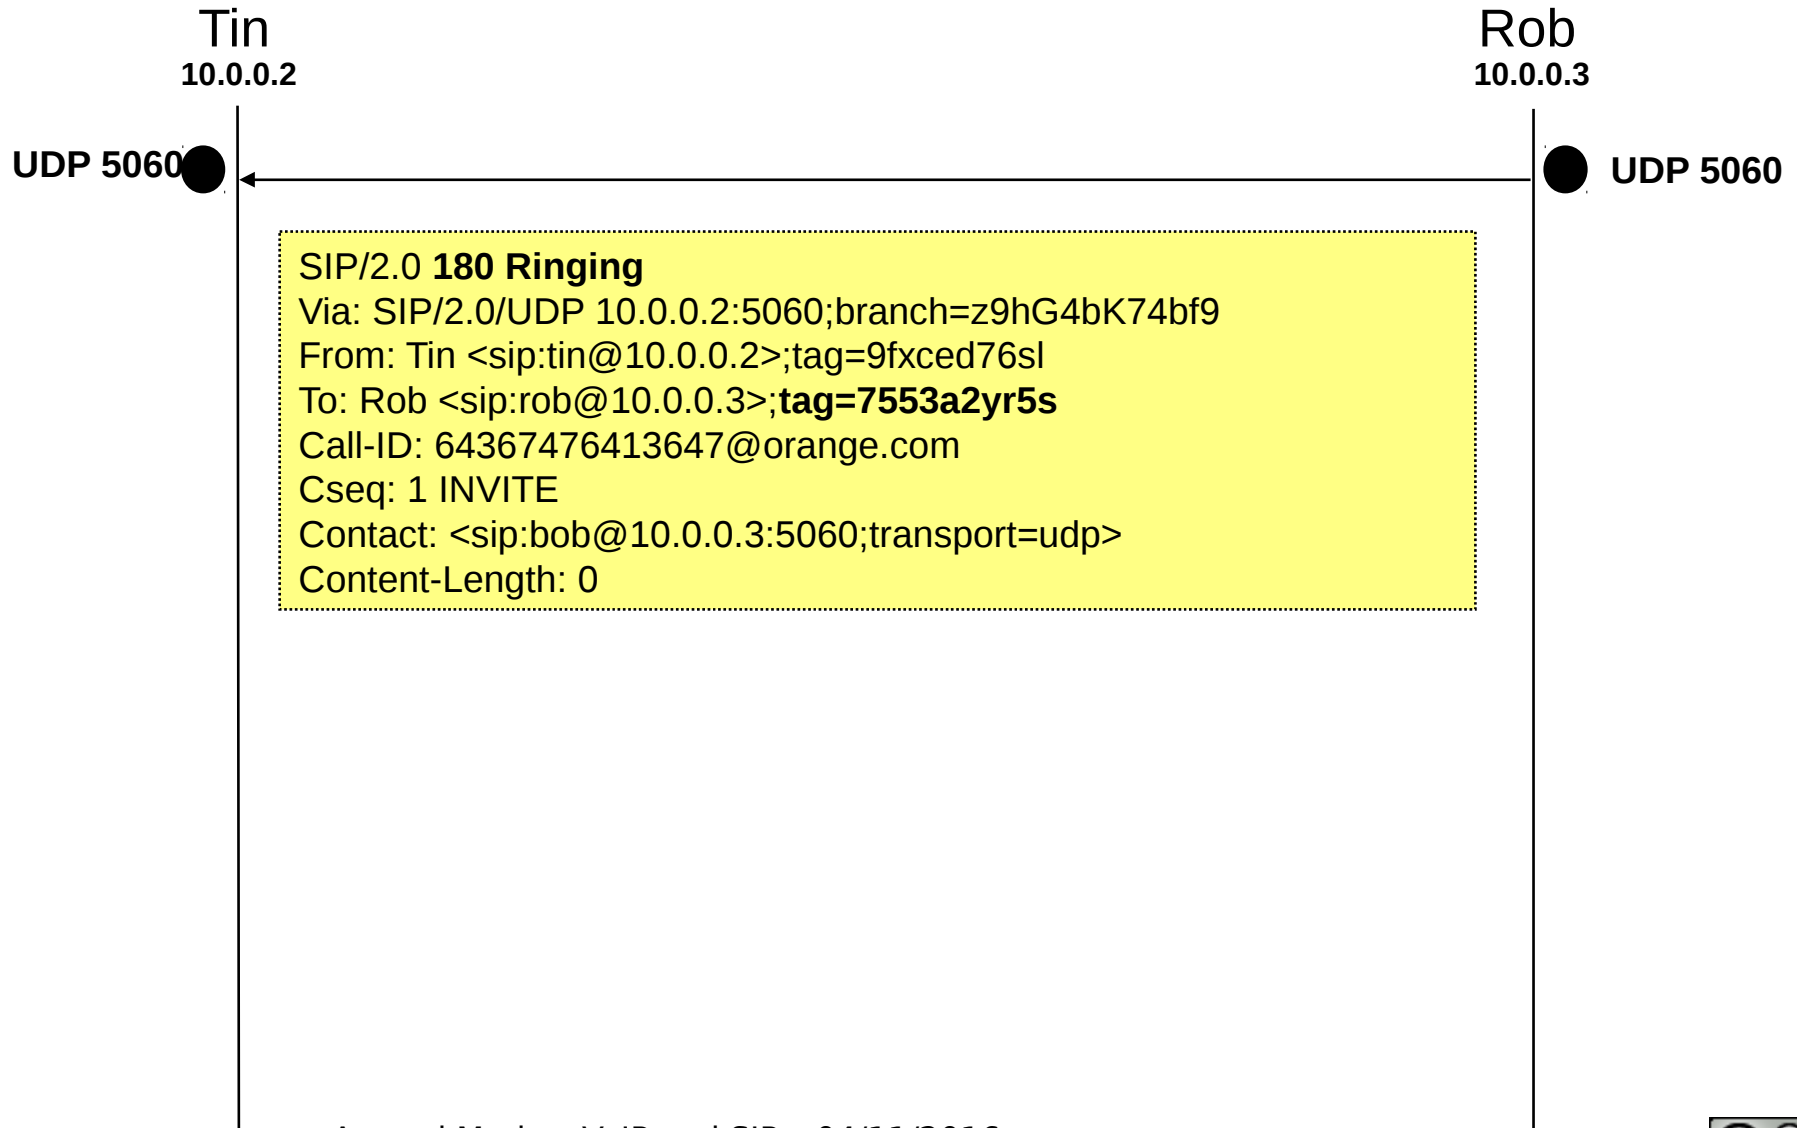 Tin
Rob
10.0.0.2
10.0.0.3
UDP 5060
UDP 5060
SIP/2.0 180 Ringing
Via: SIP/2.0/UDP 10.0.0.2:5060;branch=z9hG4bK74bf9
From: Tin <sip:tin@10.0.0.2>;tag=9fxced76sl
To: Rob <sip:rob@10.0.0.3>;tag=7553a2yr5s
Call-ID: 64367476413647@orange.com
Cseq: 1 INVITE
Contact: <sip:bob@10.0.0.3:5060;transport=udp>
Content-Length: 0